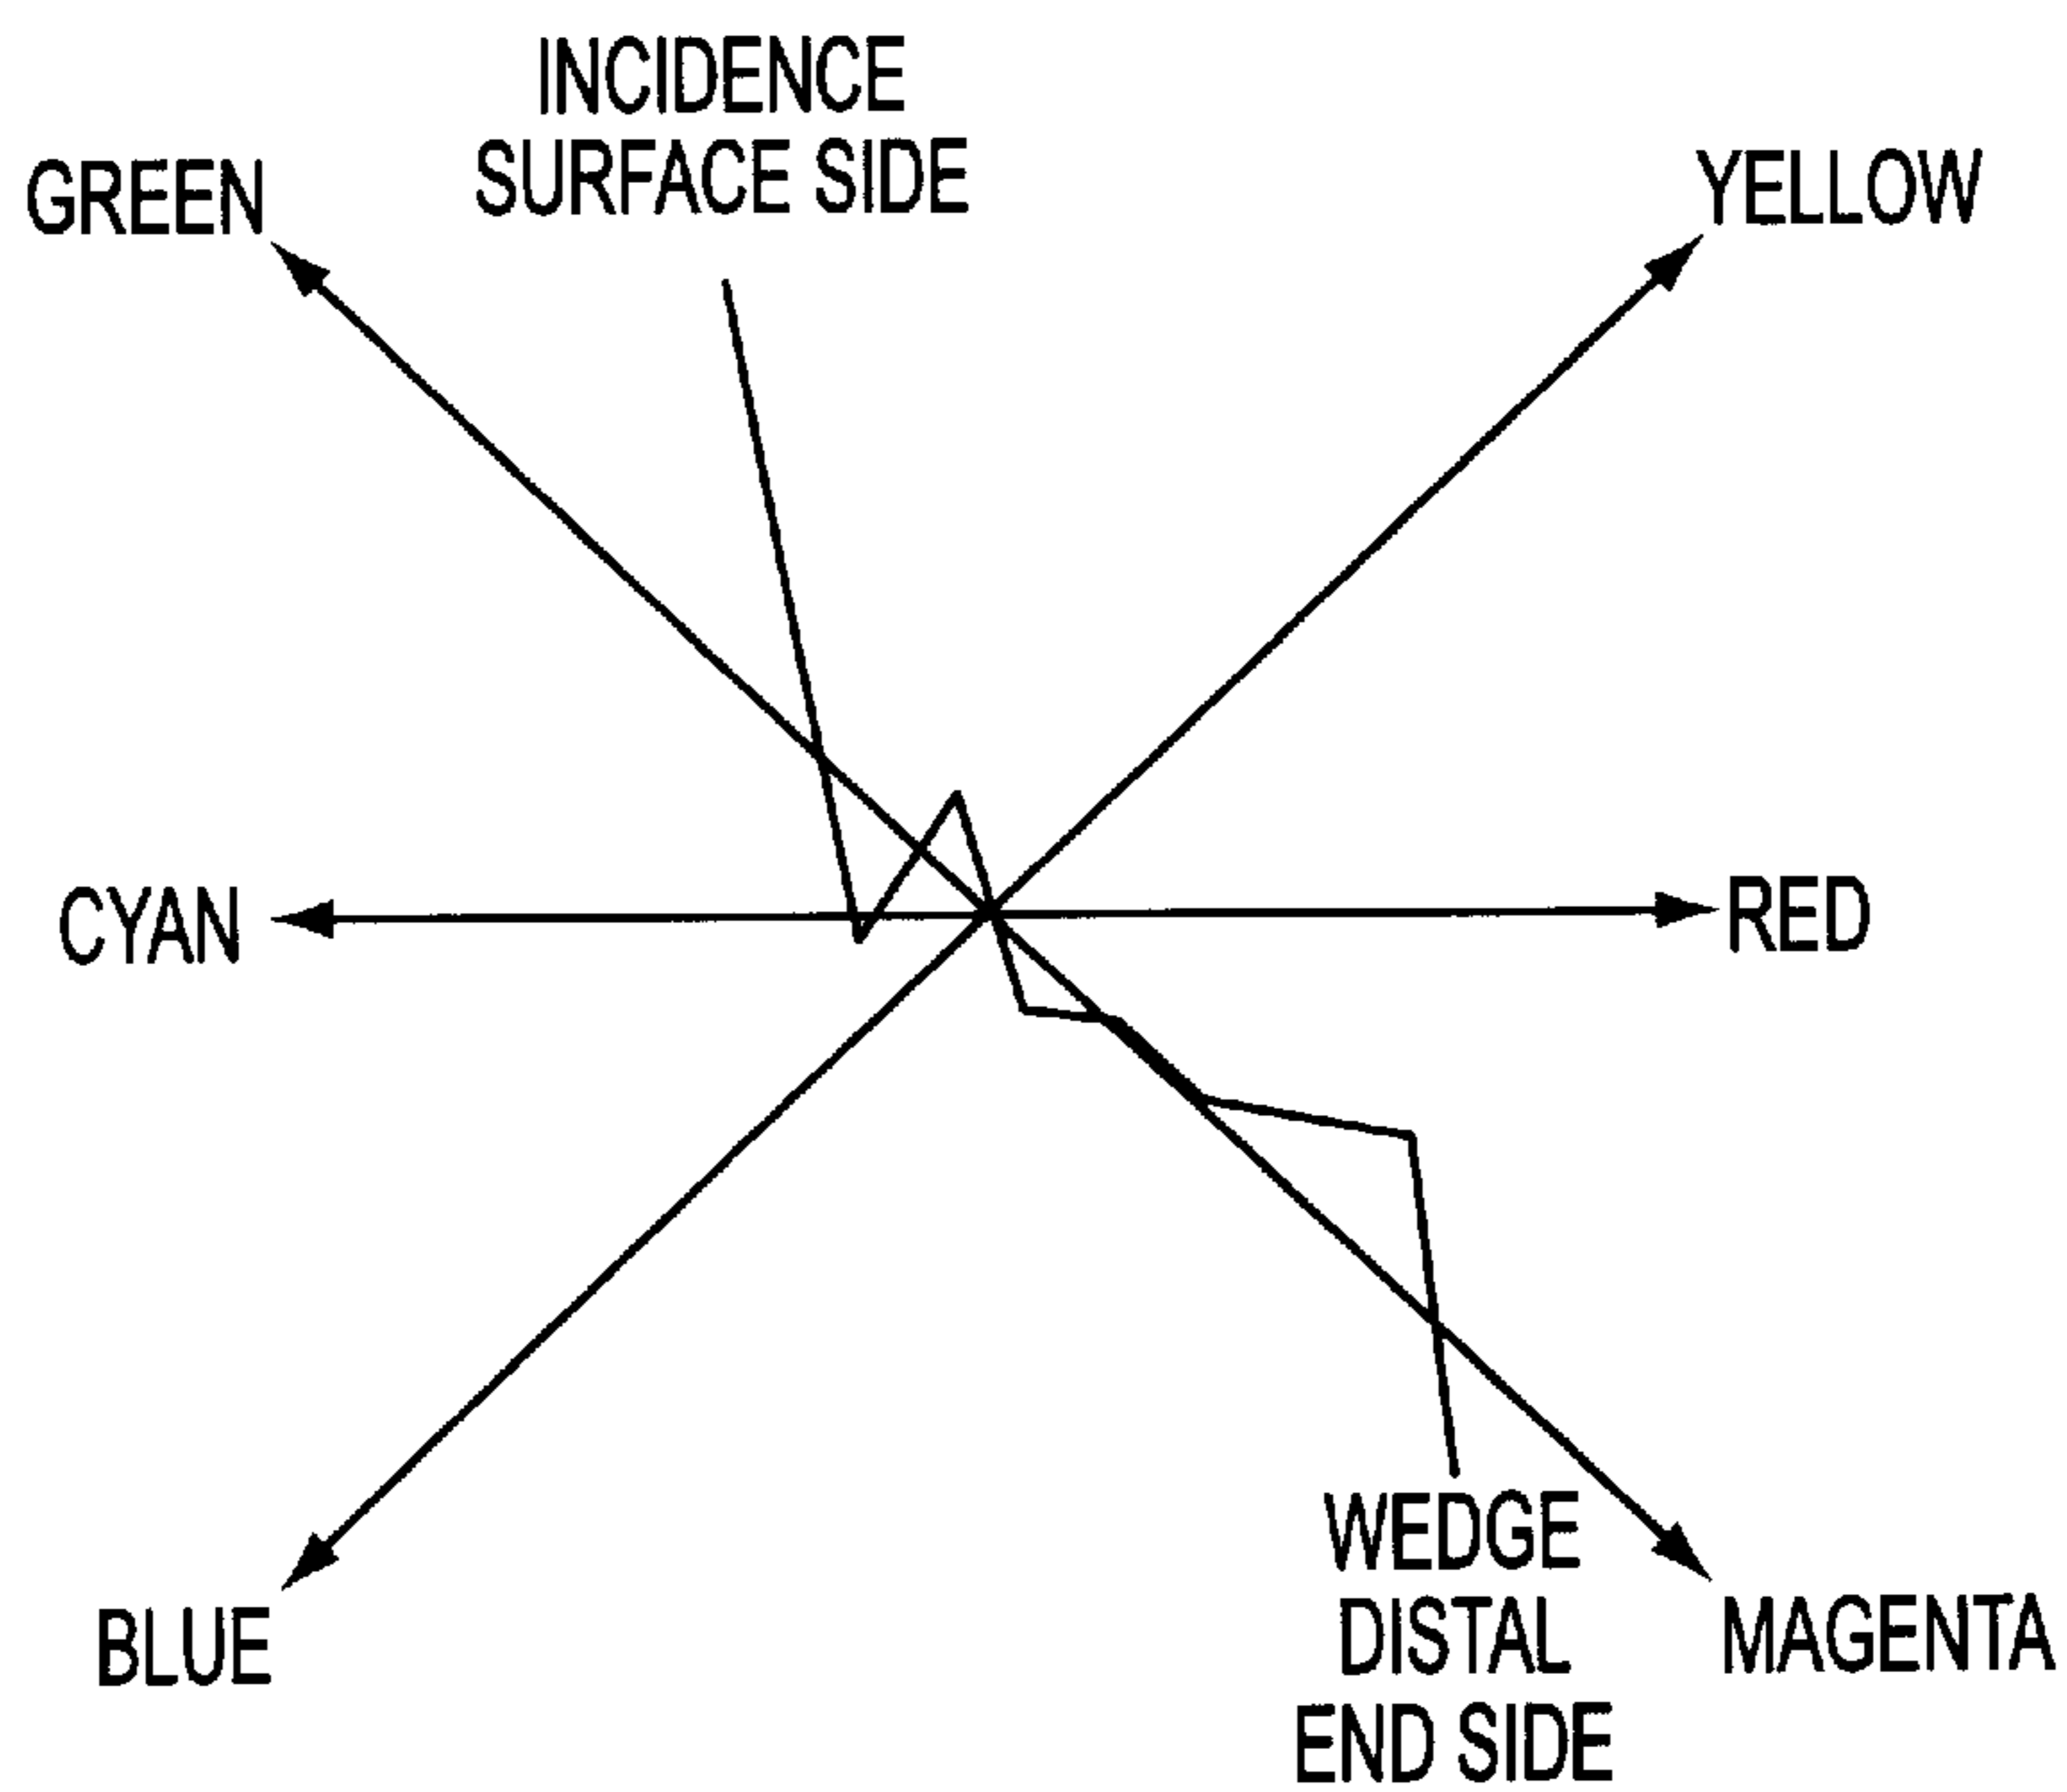 INCIDENCE
SURFACE SIDE
GREEN
YELLOW
CYAN
RED
WEDGE
DISTAL
END SIDE
BLUE
MAGENTA